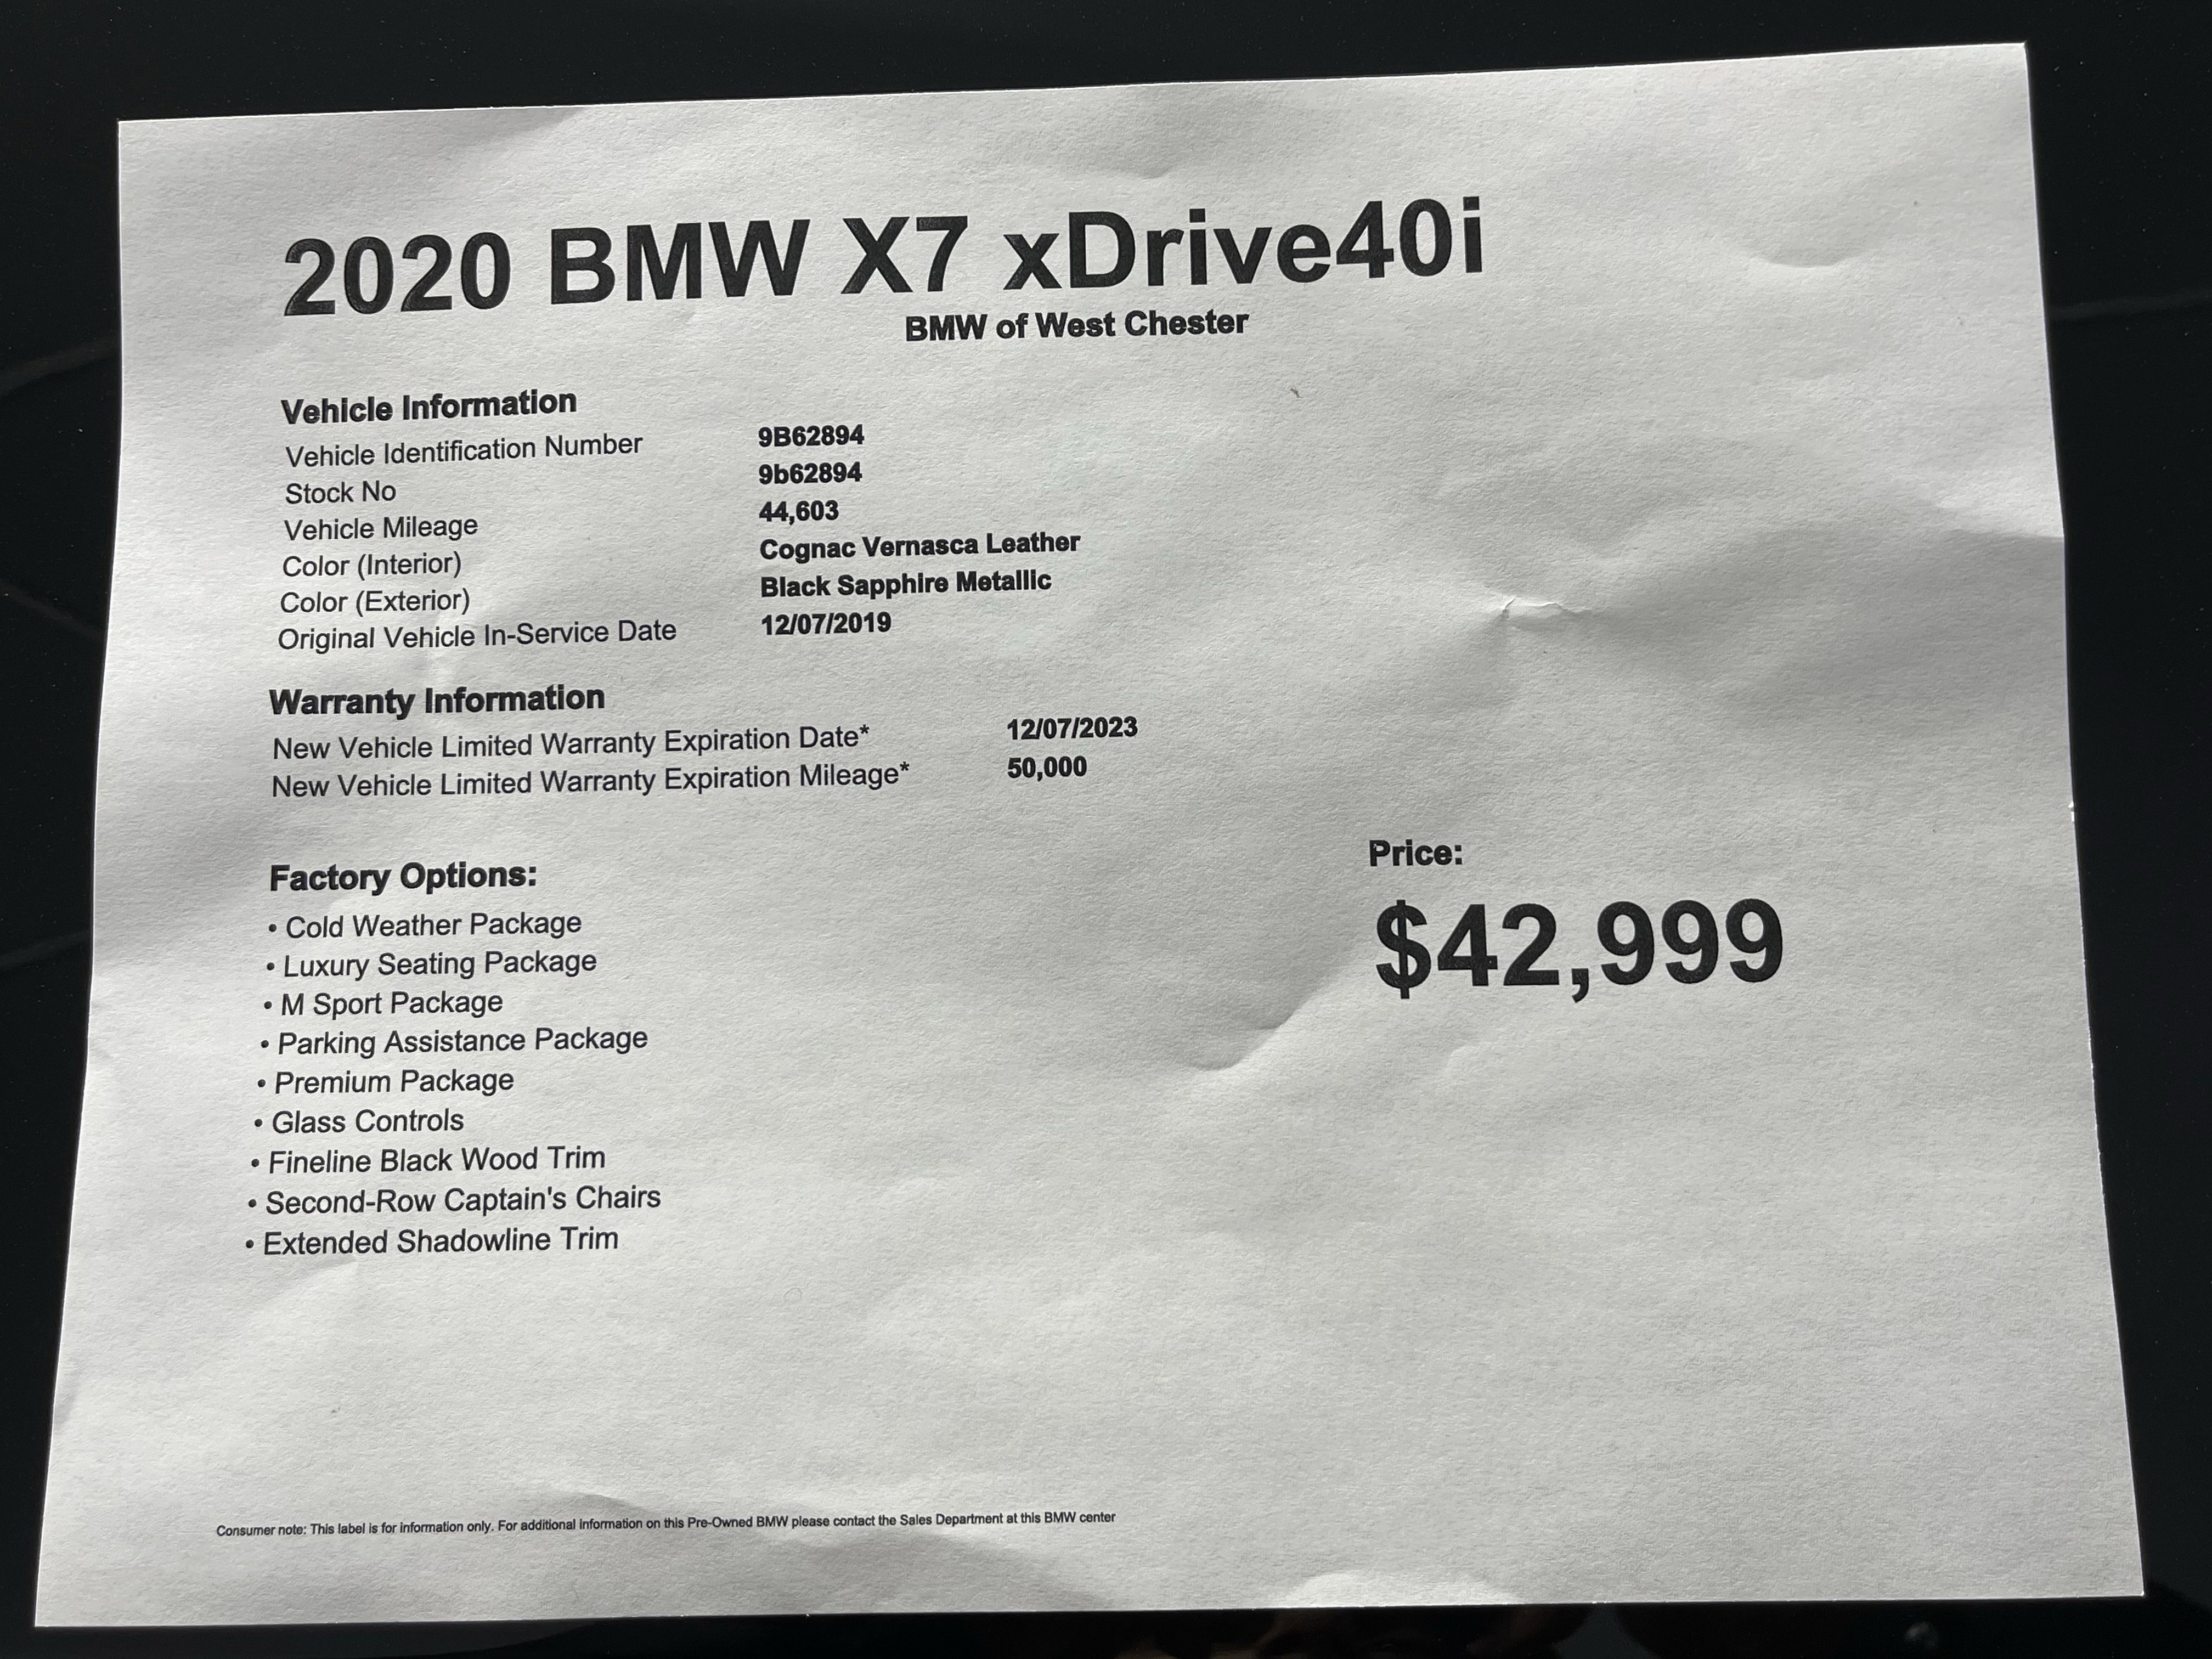 2020 BMW X7 xDrive40i
BMW of West Chester
Vehicle Information
Vehicle Identification Number 9B62894
Stock No 9b62894
Vehicle Mileage 44,603
Color (Interior) Cognac Vernasca Leather
Color (Exterior) Black Sapphire Metallic
Original Vehicle In-Service Date 12/07/2019
Warranty Information
New Vehicle Limited Warranty Expiration Date* 12/07/2023
New Vehicle Limited Warranty Expiration Mileage* 50,000
Factory Options:
• Cold Weather Package
• Luxury Seating Package
• M Sport Package
• Parking Assistance Package
• Premium Package
• Glass Controls
• Fineline Black Wood Trim
• Second-Row Captain's Chairs
• Extended Shadowline Trim
Price:
$42,999
Consumer note: This label is for information only. For additional information on this Pre-Owned BMW please contact the Sales Department at this BMW center